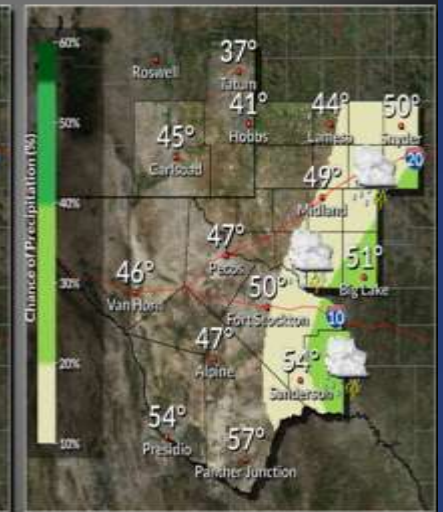 60%
50%
40%
30%
20%
10%
Chance of Precipitation (%)
Roswell
37°
Tatum
41°
Hobbs
44°
Lamesa
50°
Snyder
45°
Carlsbad
20
49°
Midland
47°
Pecos
51°
Big Lake
46°
Van Horn
50°
Fort Stockton
10
47°
Alpine
54°
Sanderson
54°
Presidio
57°
Panther Junction